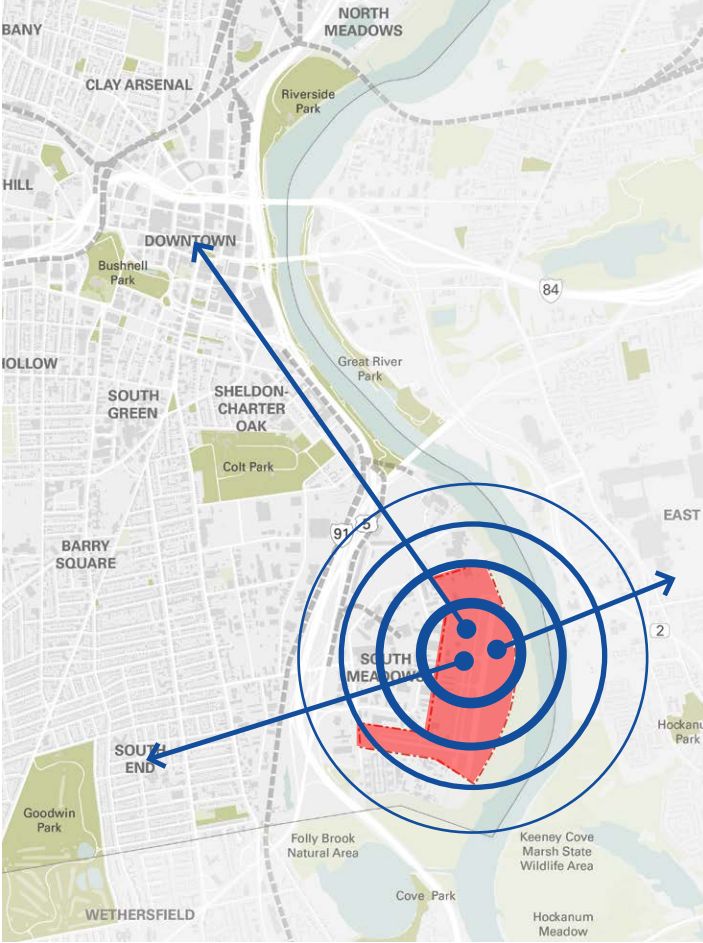 NORTH
MEADOWS
BANY
CLAY ARSENAL
Riverside
Park
HILL
DOWNTOWN
Bushnell
Park
84
HOLLOW
Great River
Park
SOUTH
GREEN
SHELDON-
CHARTER
OAK
Colt Park
EAST
91
5
BARRY
SQUARE
2
SOUTH
MEADOWS
Hockanu
Park
SOUTH
END
Goodwin
Park
Folly Brook
Natural Area
Keeney Cove
Marsh State
Wildlife Area
Cove Park
WETHERSFIELD
Hockanum
Meadow